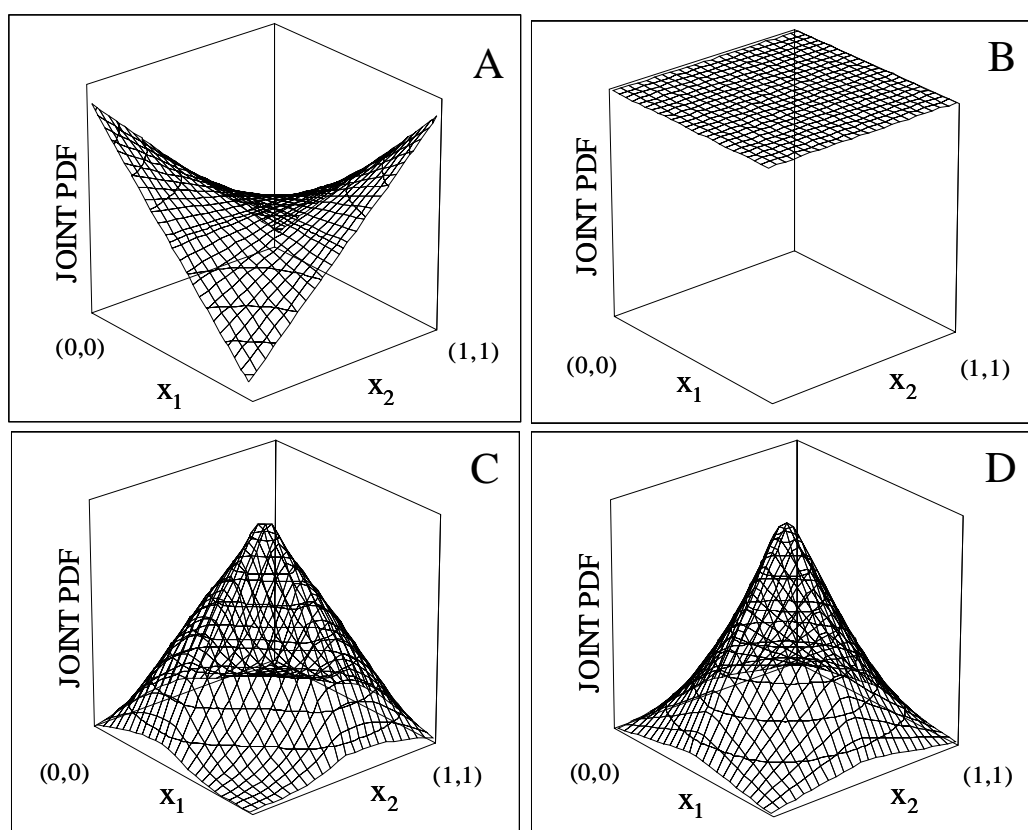 A
JOINT PDF
(0,0)
x1
x2
(1,1)
B
JOINT PDF
(0,0)
x1
x2
(1,1)
C
JOINT PDF
(0,0)
x1
x2
(1,1)
D
JOINT PDF
(0,0)
x1
x2
(1,1)